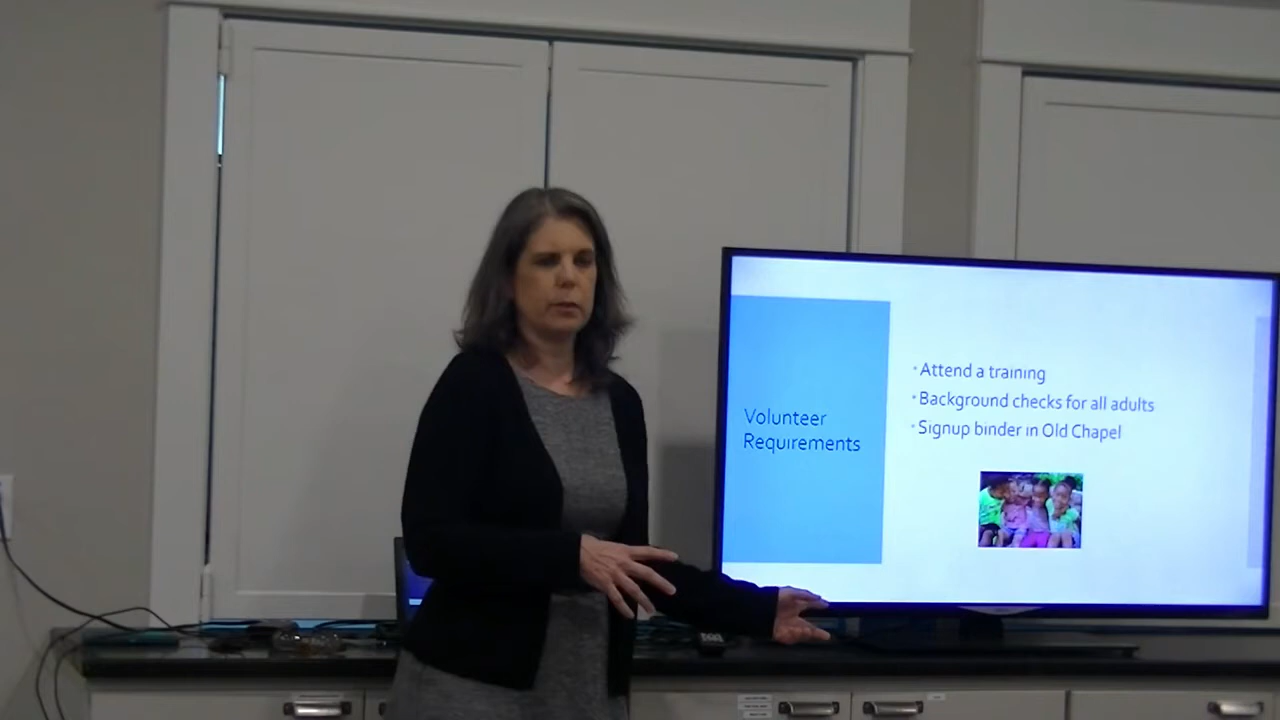 Volunteer
Requirements
• Attend a training
• Background checks for all adults
• Signup binder in Old Chapel